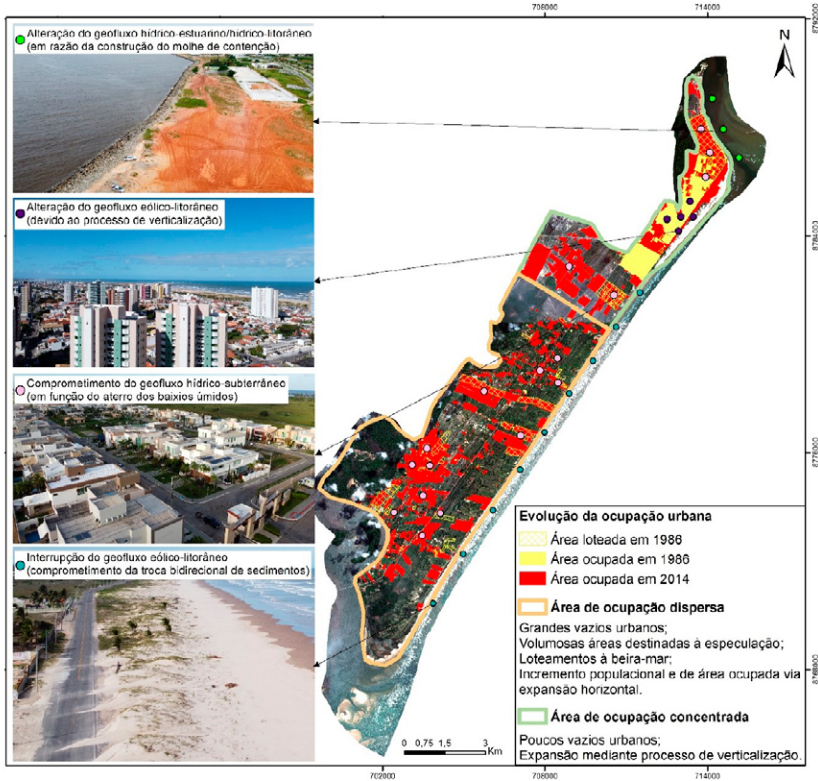 Alteração do geofluxo hídrico-estuarino/hídrico-litorâneo
(em razão da construção do molhe de contenção)
Alteração do geofluxo eólico-litorâneo
(devido ao processo de verticalização)
Comprometimento do geofluxo hídrico-subterrâneo
(em função do aterro dos baixios úmidos)
Interrupção do geofluxo eólico-litorâneo
(comprometimento da troca bidirecional de sedimentos)
708000
714000
8792000
N
8784000
8776000
8768000
Evolução da ocupação urbana
Área loteada em 1986
Área ocupada em 1986
Área ocupada em 2014
Área de ocupação dispersa
Grandes vazios urbanos;
Volumosas áreas destinadas à especulação;
Loteamentos à beira-mar;
Incremento populacional e de área ocupada via
expansão horizontal.
Área de ocupação concentrada
Poucos vazios urbanos;
Expansão mediante processo de verticalização.
0 0,75 1,5 3
Km
702000
708000
714000